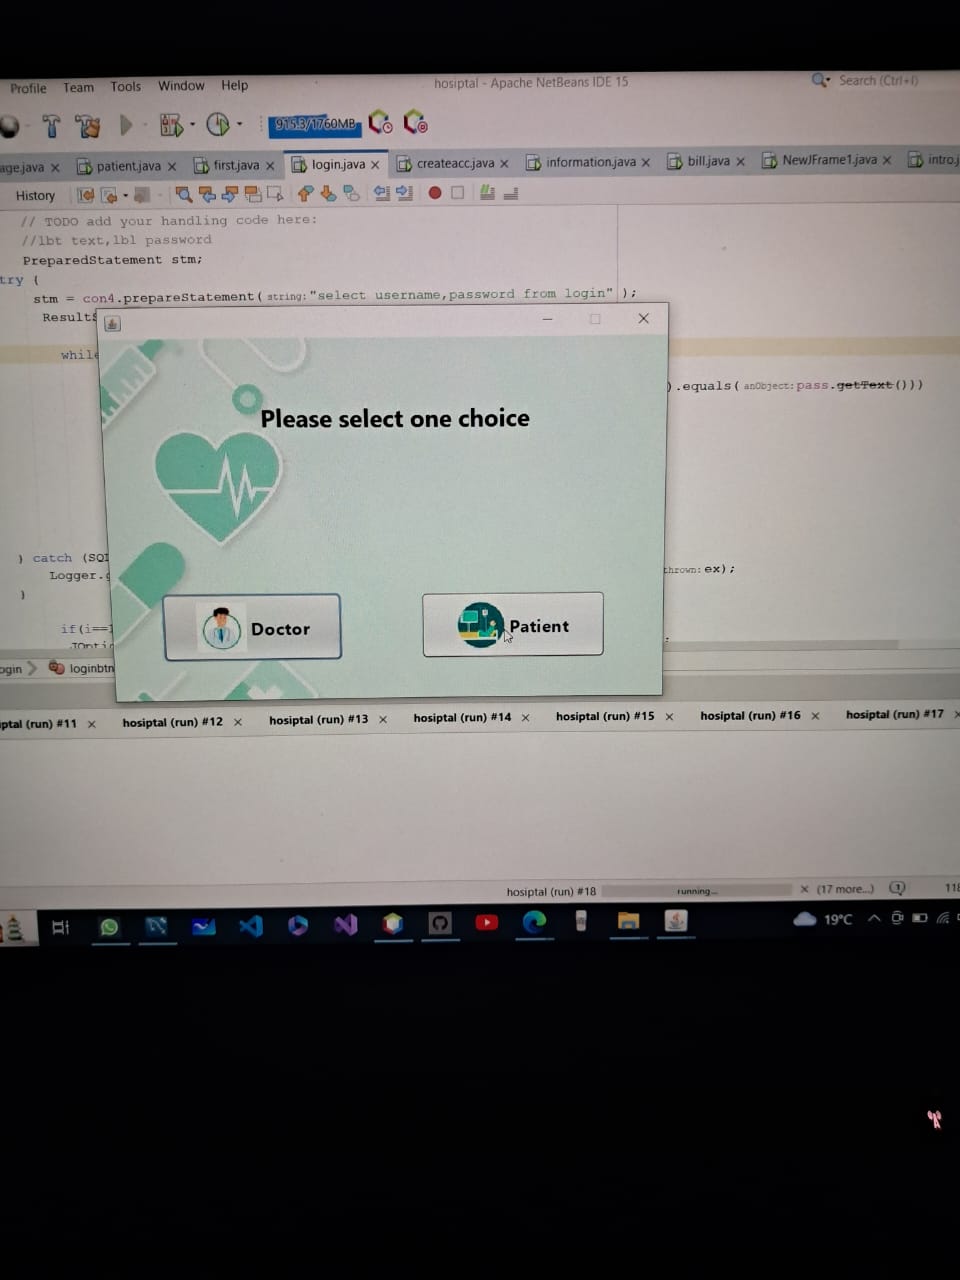 Profile Team Tools Window Help hosiptal - Apache NetBeans IDE 15 Search (Ctrl+I)
915.3/1760MB
age.java patient.java first.java login.java createacc.java information.java bill.java NewJFrame1.java intro.j
History
// TODO add your handling code here:
//lbt text,lbl password
PreparedStatement stm;
try {
stm = con4.prepareStatement( string: "select username,password from login" );
Results
while
).equals( anObject: pass.getText()))
Please select one choice
} catch (SQL
Logger.g thrown: ex);
}
Doctor Patient
if(i==1
JOptio
ogin loginbtn
iptal (run) #11 hosiptal (run) #12 hosiptal (run) #13 hosiptal (run) #14 hosiptal (run) #15 hosiptal (run) #16 hosiptal (run) #17
hosiptal (run) #18 running... (17 more...) 1 118
19°C